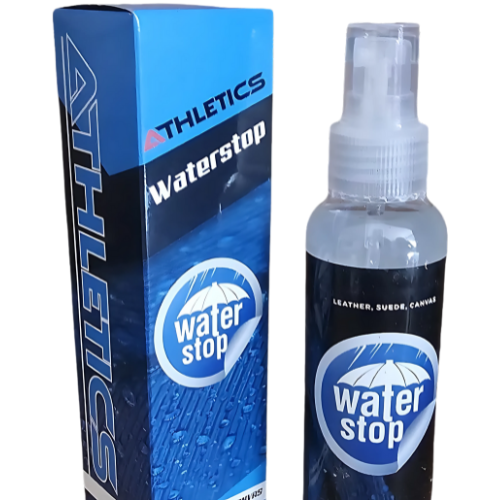 ATHLETICS
ATHLETICS
Waterstop
water
stop
LEATHER, SUEDE, CANVAS
water
stop